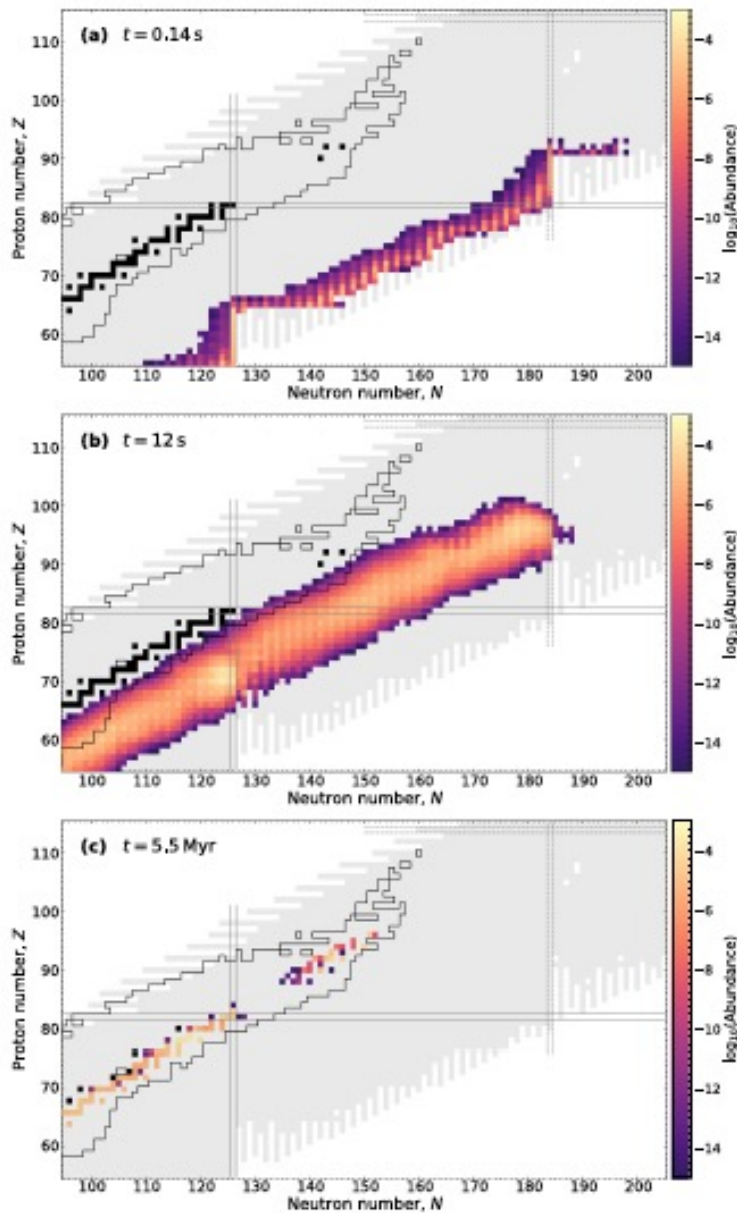 (a) t = 0.14 s
110
100
90
80
70
60
Proton number, Z
100 110 120 130 140 150 160 170 180 190 200
Neutron number, N
−4
−6
−8
−10
−12
−14
log₁₀(Abundance)
(b) t = 12 s
110
100
90
80
70
60
Proton number, Z
100 110 120 130 140 150 160 170 180 190 200
Neutron number, N
−4
−6
−8
−10
−12
−14
log₁₀(Abundance)
(c) t = 5.5 Myr
110
100
90
80
70
60
Proton number, Z
100 110 120 130 140 150 160 170 180 190 200
Neutron number, N
−4
−6
−8
−10
−12
−14
log₁₀(Abundance)